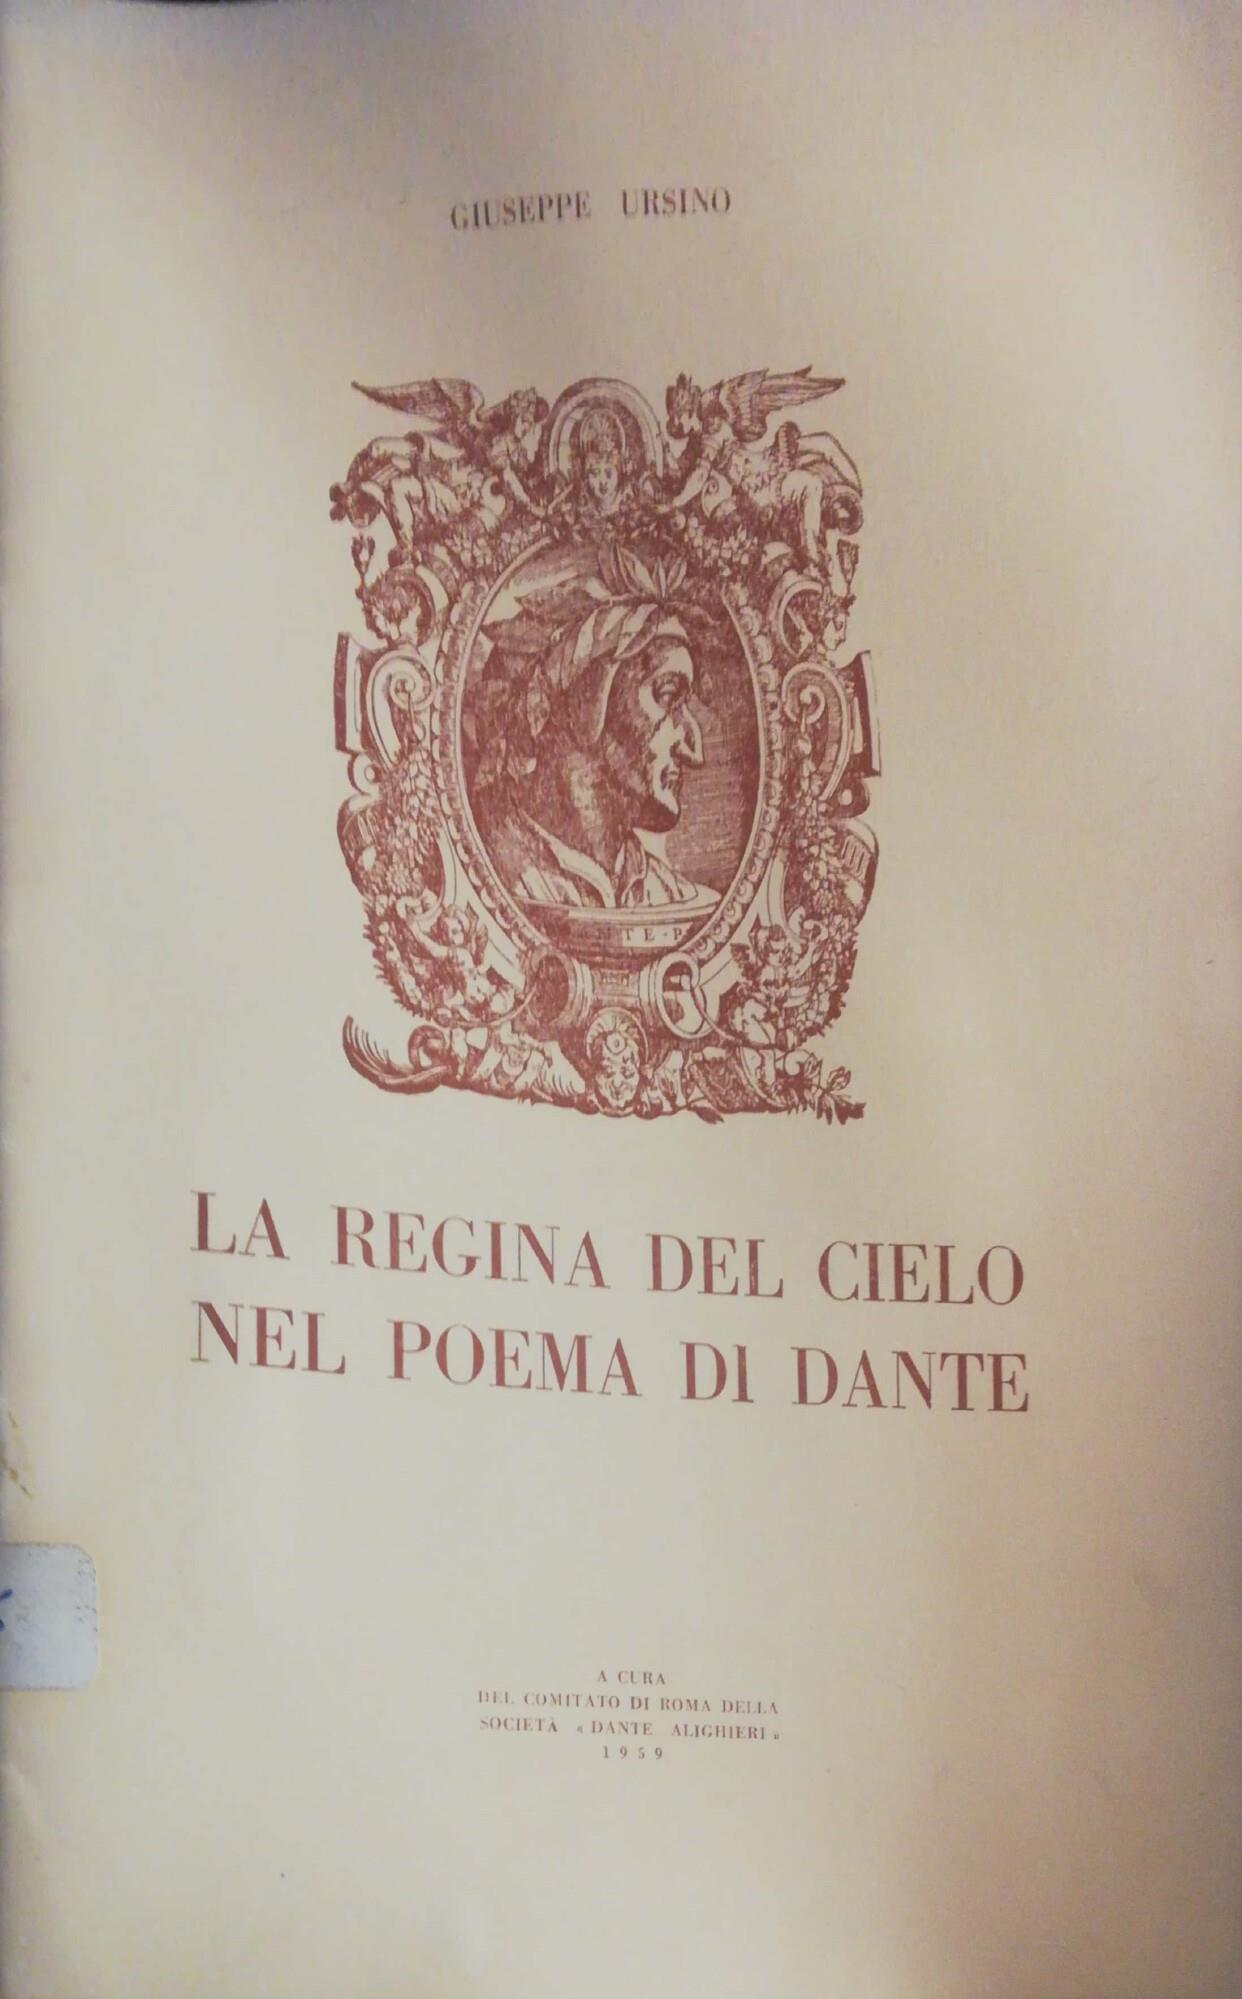 GIUSEPPE URSINO
NTE·P
LA REGINA DEL CIELO
NEL POEMA DI DANTE
A CURA
DEL COMITATO DI ROMA DELLA
SOCIETÀ «DANTE ALIGHIERI»
1959